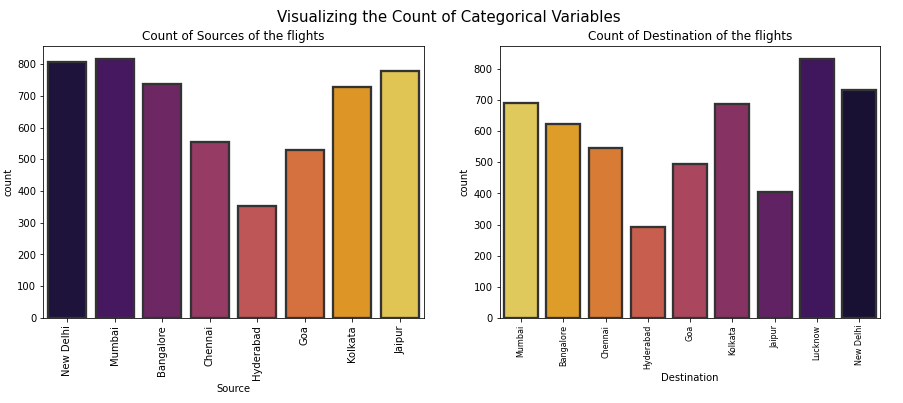 Visualizing the Count of Categorical Variables
Count of Sources of the flights
count
800
700
600
500
400
300
200
100
0
New Delhi
Mumbai
Bangalore
Chennai
Hyderabad
Goa
Kolkata
Jaipur
Source
Count of Destination of the flights
count
800
700
600
500
400
300
200
100
0
Mumbai
Bangalore
Chennai
Hyderabad
Goa
Kolkata
Jaipur
Lucknow
New Delhi
Destination